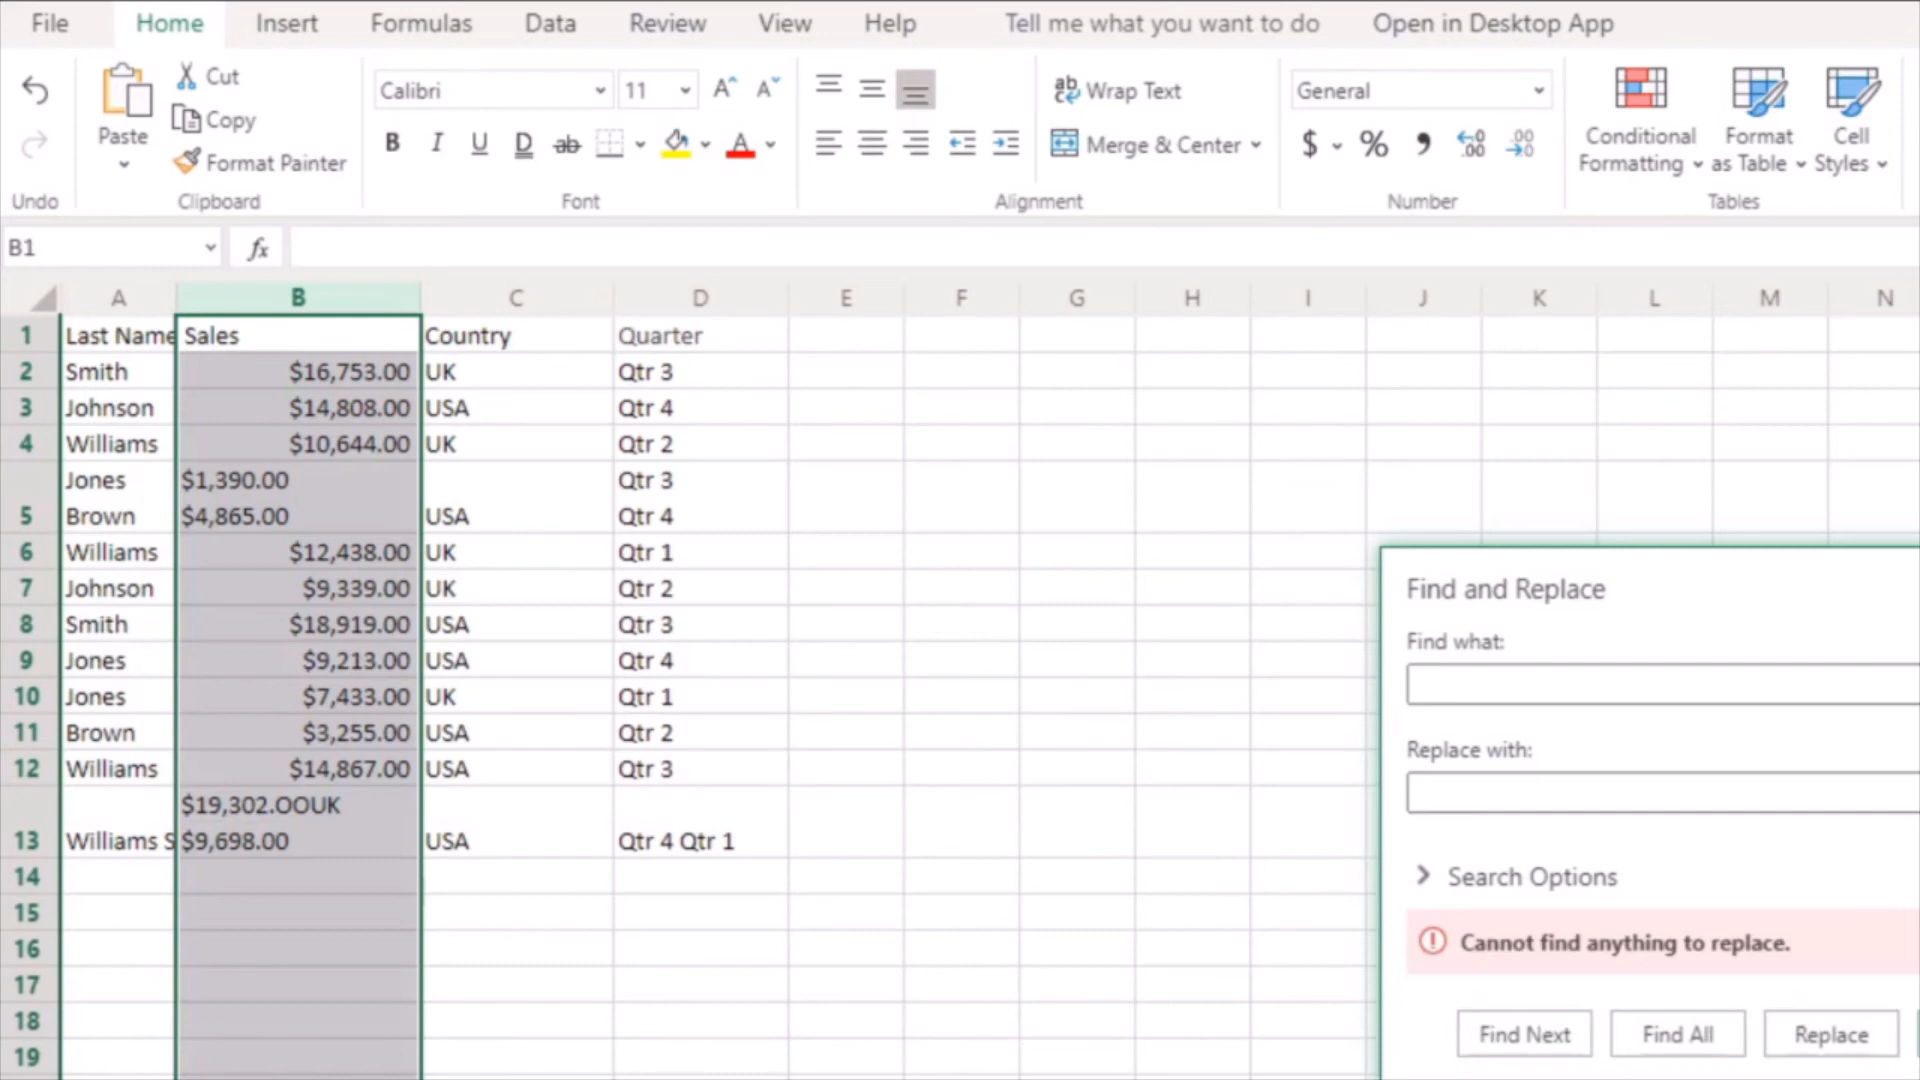 File Home Insert Formulas Data Review View Help Tell me what you want to do Open in Desktop App
Cut
Copy
Format Painter
Paste
Calibri 11 A A
B I U D ab A
ab c Wrap Text
Merge & Center
General
$ % 9 .00 .00
Conditional Formatting
Format as Table
Cell Styles
Undo Clipboard Font Alignment Number Tables
B1 fx
A B C D E F G H I J K L M N
1 Last Name Sales Country Quarter
2 Smith $16,753.00 UK Qtr 3
3 Johnson $14,808.00 USA Qtr 4
4 Williams $10,644.00 UK Qtr 2
Jones $1,390.00 Qtr 3
5 Brown $4,865.00 USA Qtr 4
6 Williams $12,438.00 UK Qtr 1
7 Johnson $9,339.00 UK Qtr 2
8 Smith $18,919.00 USA Qtr 3
9 Jones $9,213.00 USA Qtr 4
10 Jones $7,433.00 UK Qtr 1
11 Brown $3,255.00 USA Qtr 2
12 Williams $14,867.00 USA Qtr 3
$19,302.OOUK
13 Williams S $9,698.00 USA Qtr 4 Qtr 1
14
15
16
17
18
19
Find and Replace
Find what:
Replace with:
Search Options
Cannot find anything to replace.
Find Next Find All Replace